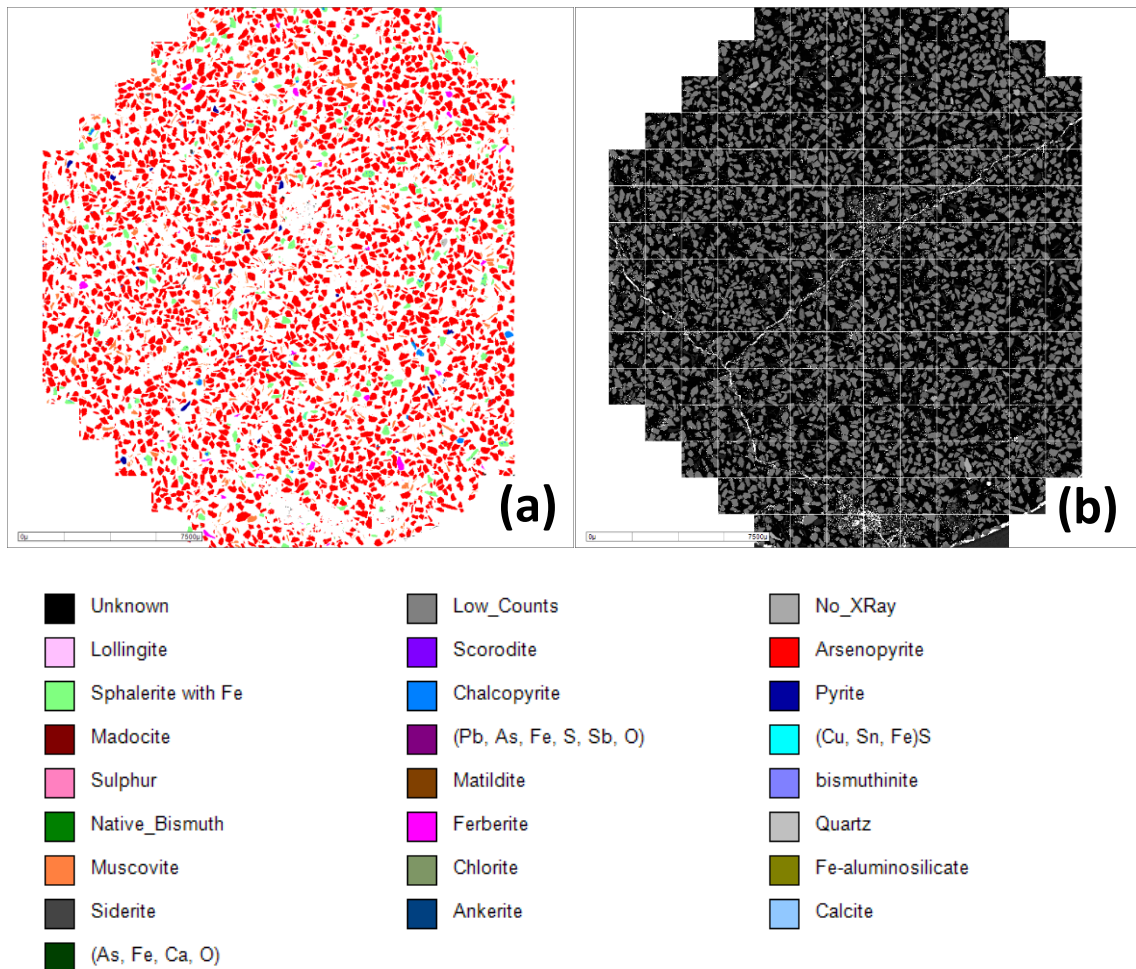 (a) (b)
0µ 7500µ 0µ 7500µ
Unknown Low_Counts No_XRay
Lollingite Scorodite Arsenopyrite
Sphalerite with Fe Chalcopyrite Pyrite
Madocite (Pb, As, Fe, S, Sb, O) (Cu, Sn, Fe)S
Sulphur Matildite bismuthinite
Native_Bismuth Ferberite Quartz
Muscovite Chlorite Fe-aluminosilicate
Siderite Ankerite Calcite
(As, Fe, Ca, O)